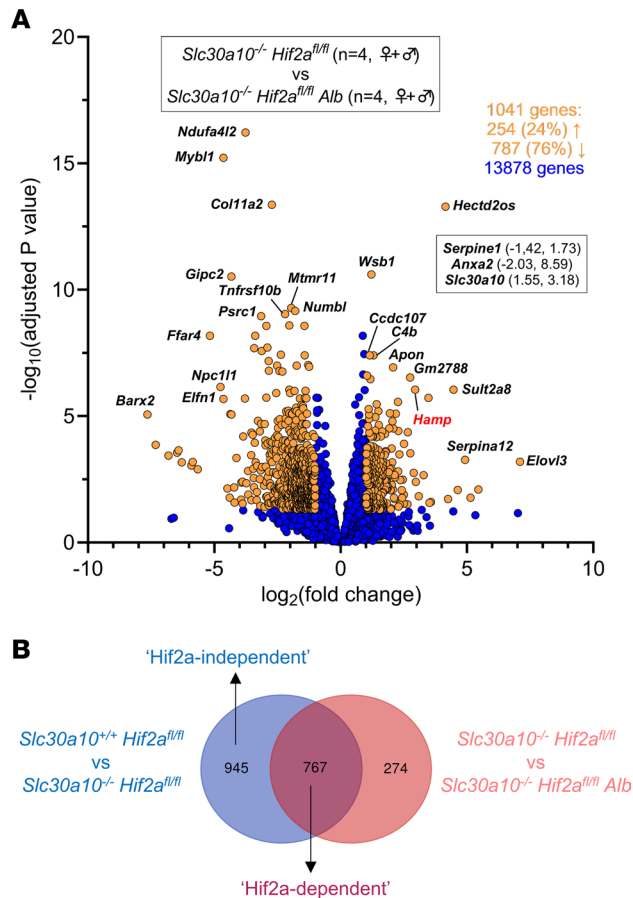 A
Slc30a10-/- Hif2afl/fl (n=4, ♀+♂)
vs
Slc30a10-/- Hif2afl/fl Alb (n=4, ♀+♂)
1041 genes:
254 (24%) ↑
787 (76%) ↓
13878 genes
Serpine1 (-1,42, 1.73)
Anxa2 (-2.03, 8.59)
Slc30a10 (1.55, 3.18)
Ndufa4l2
Mybl1
Col11a2
Hectd2os
Gipc2
Wsb1
Mtmr11
Tnfrsf10b
Numbl
Psrc1
Ccdc107
C4b
Ffar4
Apon
Gm2788
Npc1l1
Sult2a8
Elfn1
Barx2
Hamp
Serpina12
Elovl3
20
15
10
5
0
-log10(adjusted P value)
-10
-5
0
5
10
log2(fold change)
B
'Hif2a-independent'
Slc30a10+/+ Hif2afl/fl
vs
Slc30a10-/- Hif2afl/fl
945
767
274
Slc30a10-/- Hif2afl/fl
vs
Slc30a10-/- Hif2afl/fl Alb
'Hif2a-dependent'